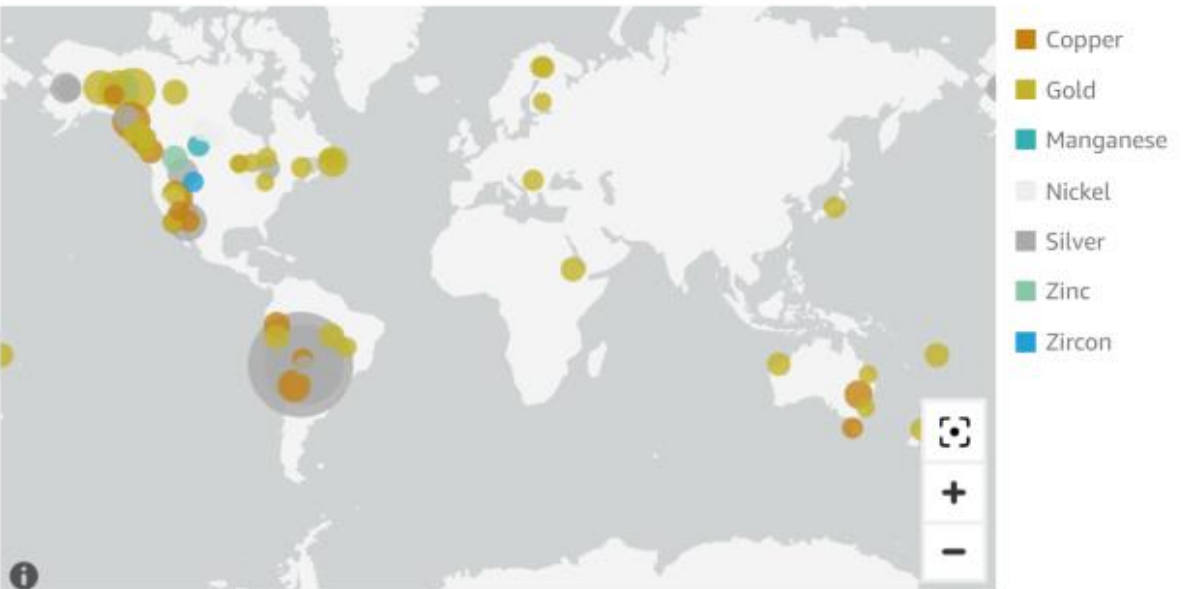 Copper
Gold
Manganese
Nickel
Silver
Zinc
Zircon